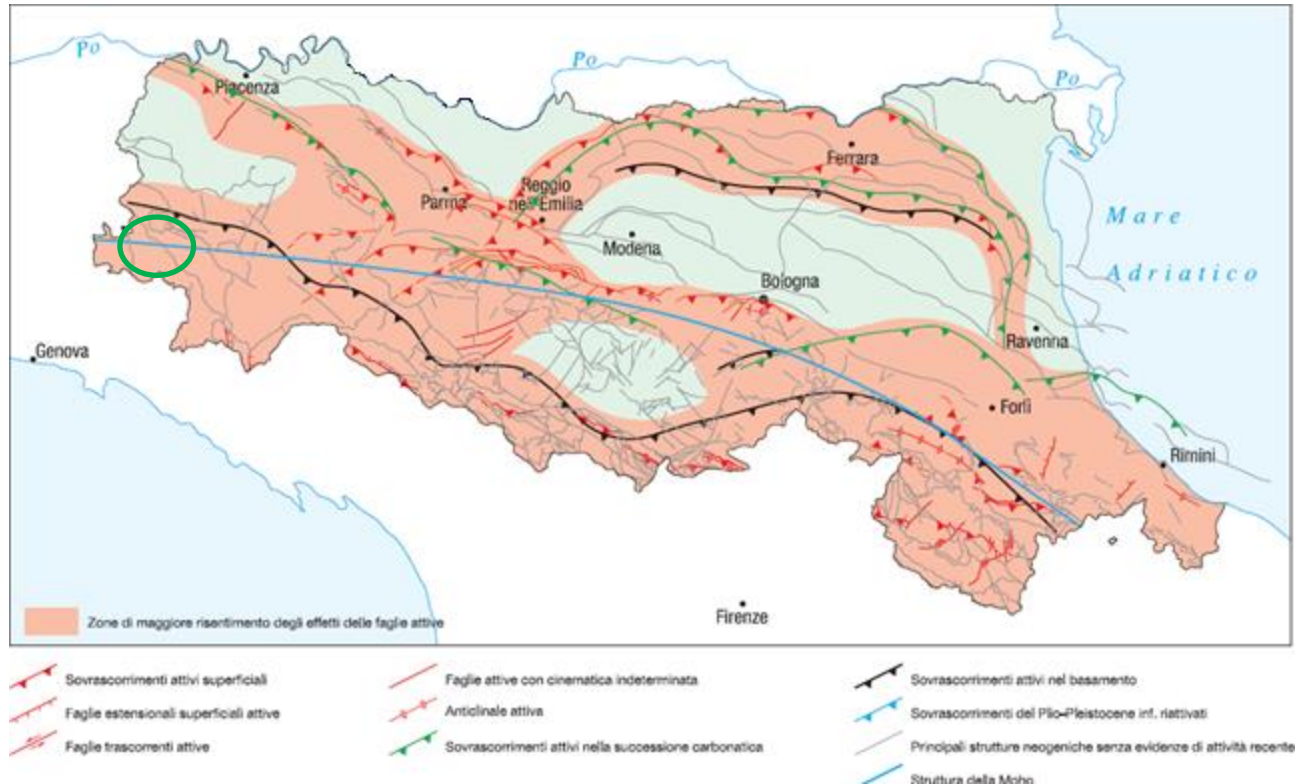 Po
Po
Po
Piacenza
Ferrara
Parma
Reggio
nell'Emilia
Modena
Mare
Adriatico
Bologna
Ravenna
Genova
Forlì
Rimini
Firenze
Zone di maggiore risentimento degli effetti delle faglie attive
Sovrascorrimenti attivi superficiali
Faglie estensionali superficiali attive
Faglie trascorrenti attive
Faglie attive con cinematica indeterminata
Anticlinale attiva
Sovrascorrimenti attivi nella successione carbonatica
Sovrascorrimenti attivi nel basamento
Sovrascorrimenti del Plio-Pleistocene inf. riattivati
Principali strutture neogeniche senza evidenze di attività recente
Struttura della Moho